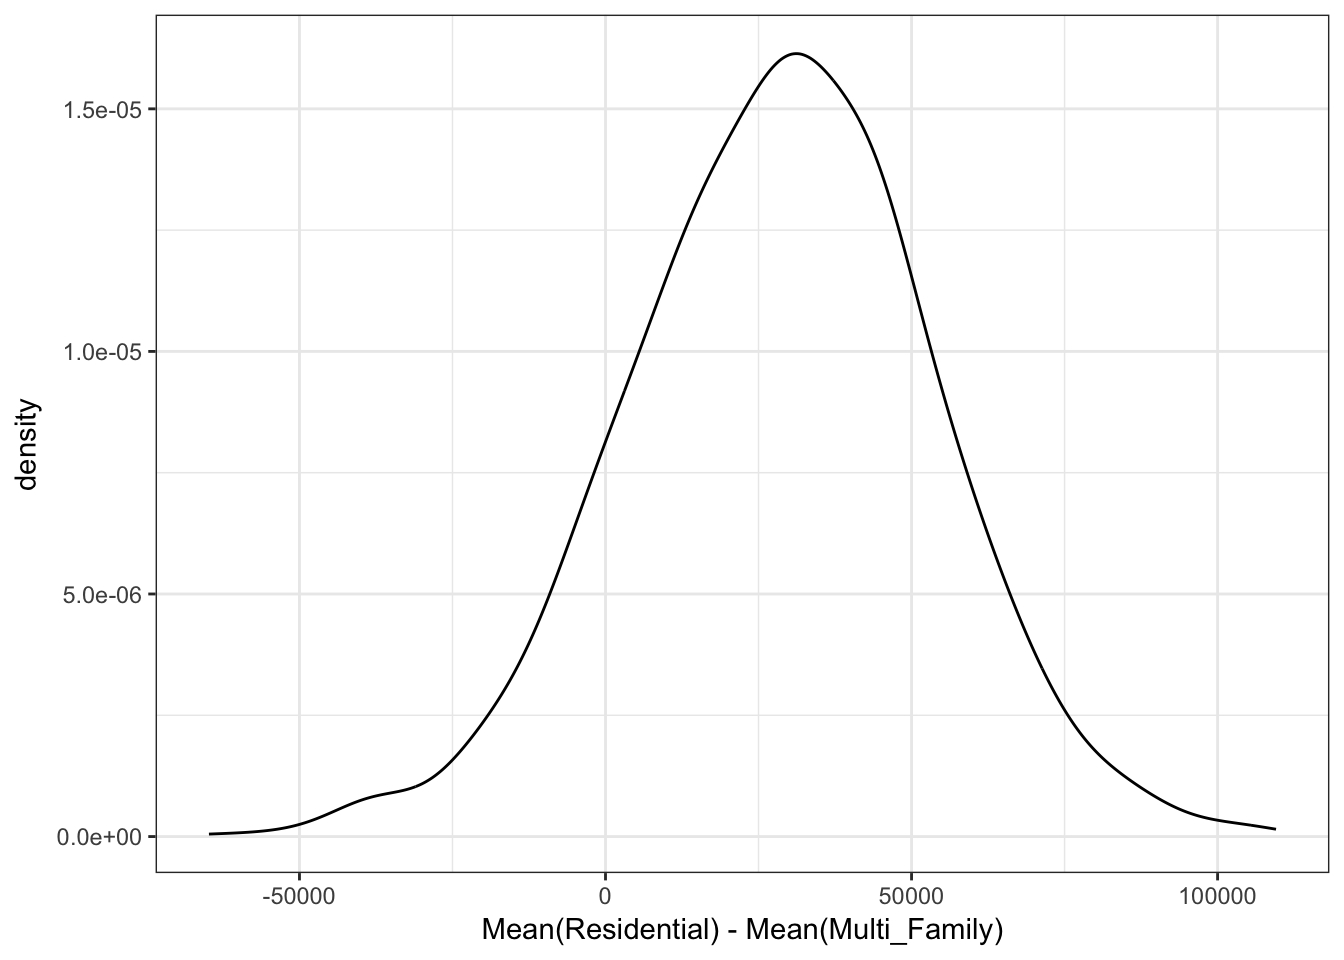 density
1.5e-05
1.0e-05
5.0e-06
0.0e+00
-50000
0
50000
100000
Mean(Residential) - Mean(Multi_Family)